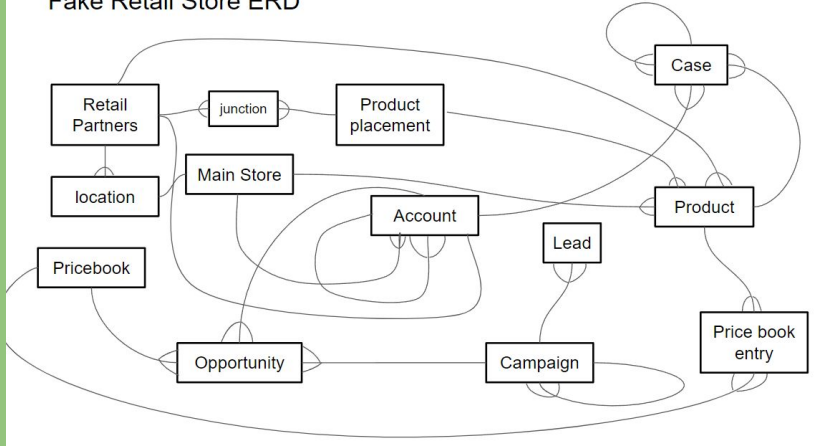 Fake Retail Store ERD
Case
Retail
Partners
junction
Product
placement
Main Store
location
Account
Product
Lead
Pricebook
Price book
entry
Opportunity
Campaign